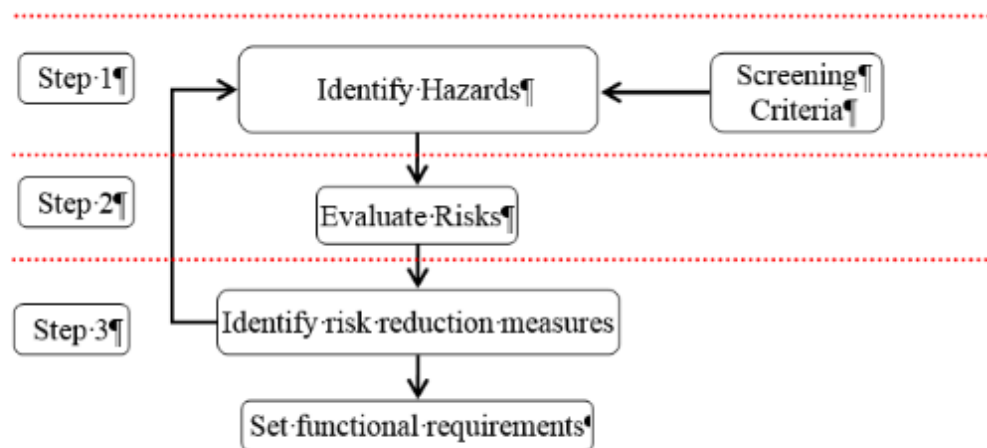 Step·1¶
Identify·Hazards¶
Screening¶
Criteria¶
Step·2¶
Evaluate·Risks¶
Step·3¶
Identify·risk·reduction·measures
Set·functional·requirements¶